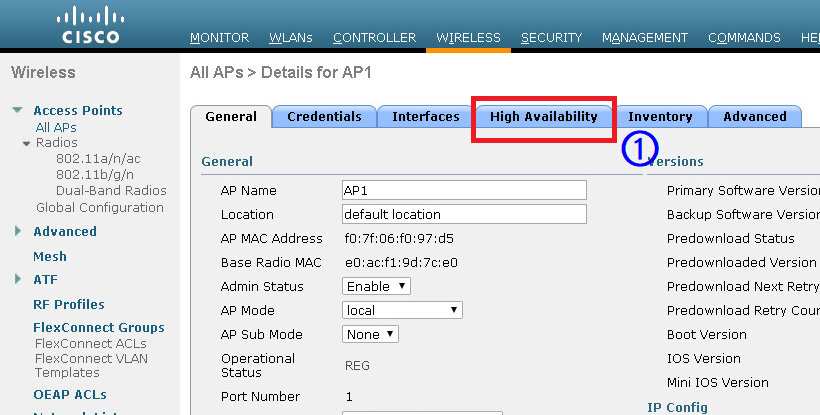 CISCO
MONITOR WLANs CONTROLLER WIRELESS SECURITY MANAGEMENT COMMANDS
Wireless
Access Points
All APs
Radios
802.11a/n/ac
802.11b/g/n
Dual-Band Radios
Global Configuration
Advanced
Mesh
ATF
RF Profiles
FlexConnect Groups
FlexConnect ACLs
FlexConnect VLAN
Templates
OEAP ACLs
All APs > Details for AP1
General Credentials Interfaces High Availability Inventory Advanced
1
General
AP Name AP1
Location default location
AP MAC Address f0:7f:06:f0:97:d5
Base Radio MAC e0:ac:f1:9d:7c:e0
Admin Status Enable
AP Mode local
AP Sub Mode None
Operational
Status REG
Port Number 1
Versions
Primary Software Version
Backup Software Version
Predownload Status
Predownloaded Version
Predownload Next Retry
Predownload Retry Coun
Boot Version
IOS Version
Mini IOS Version
IP Config